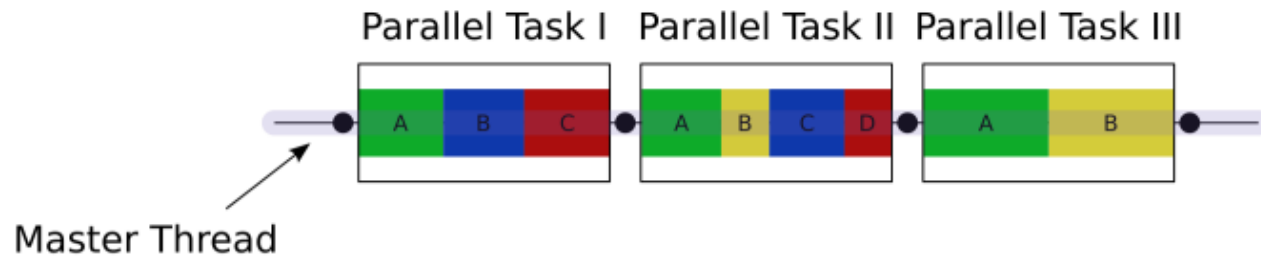 Parallel Task I
Parallel Task II
Parallel Task III
A B C
A B C D
A B
Master Thread